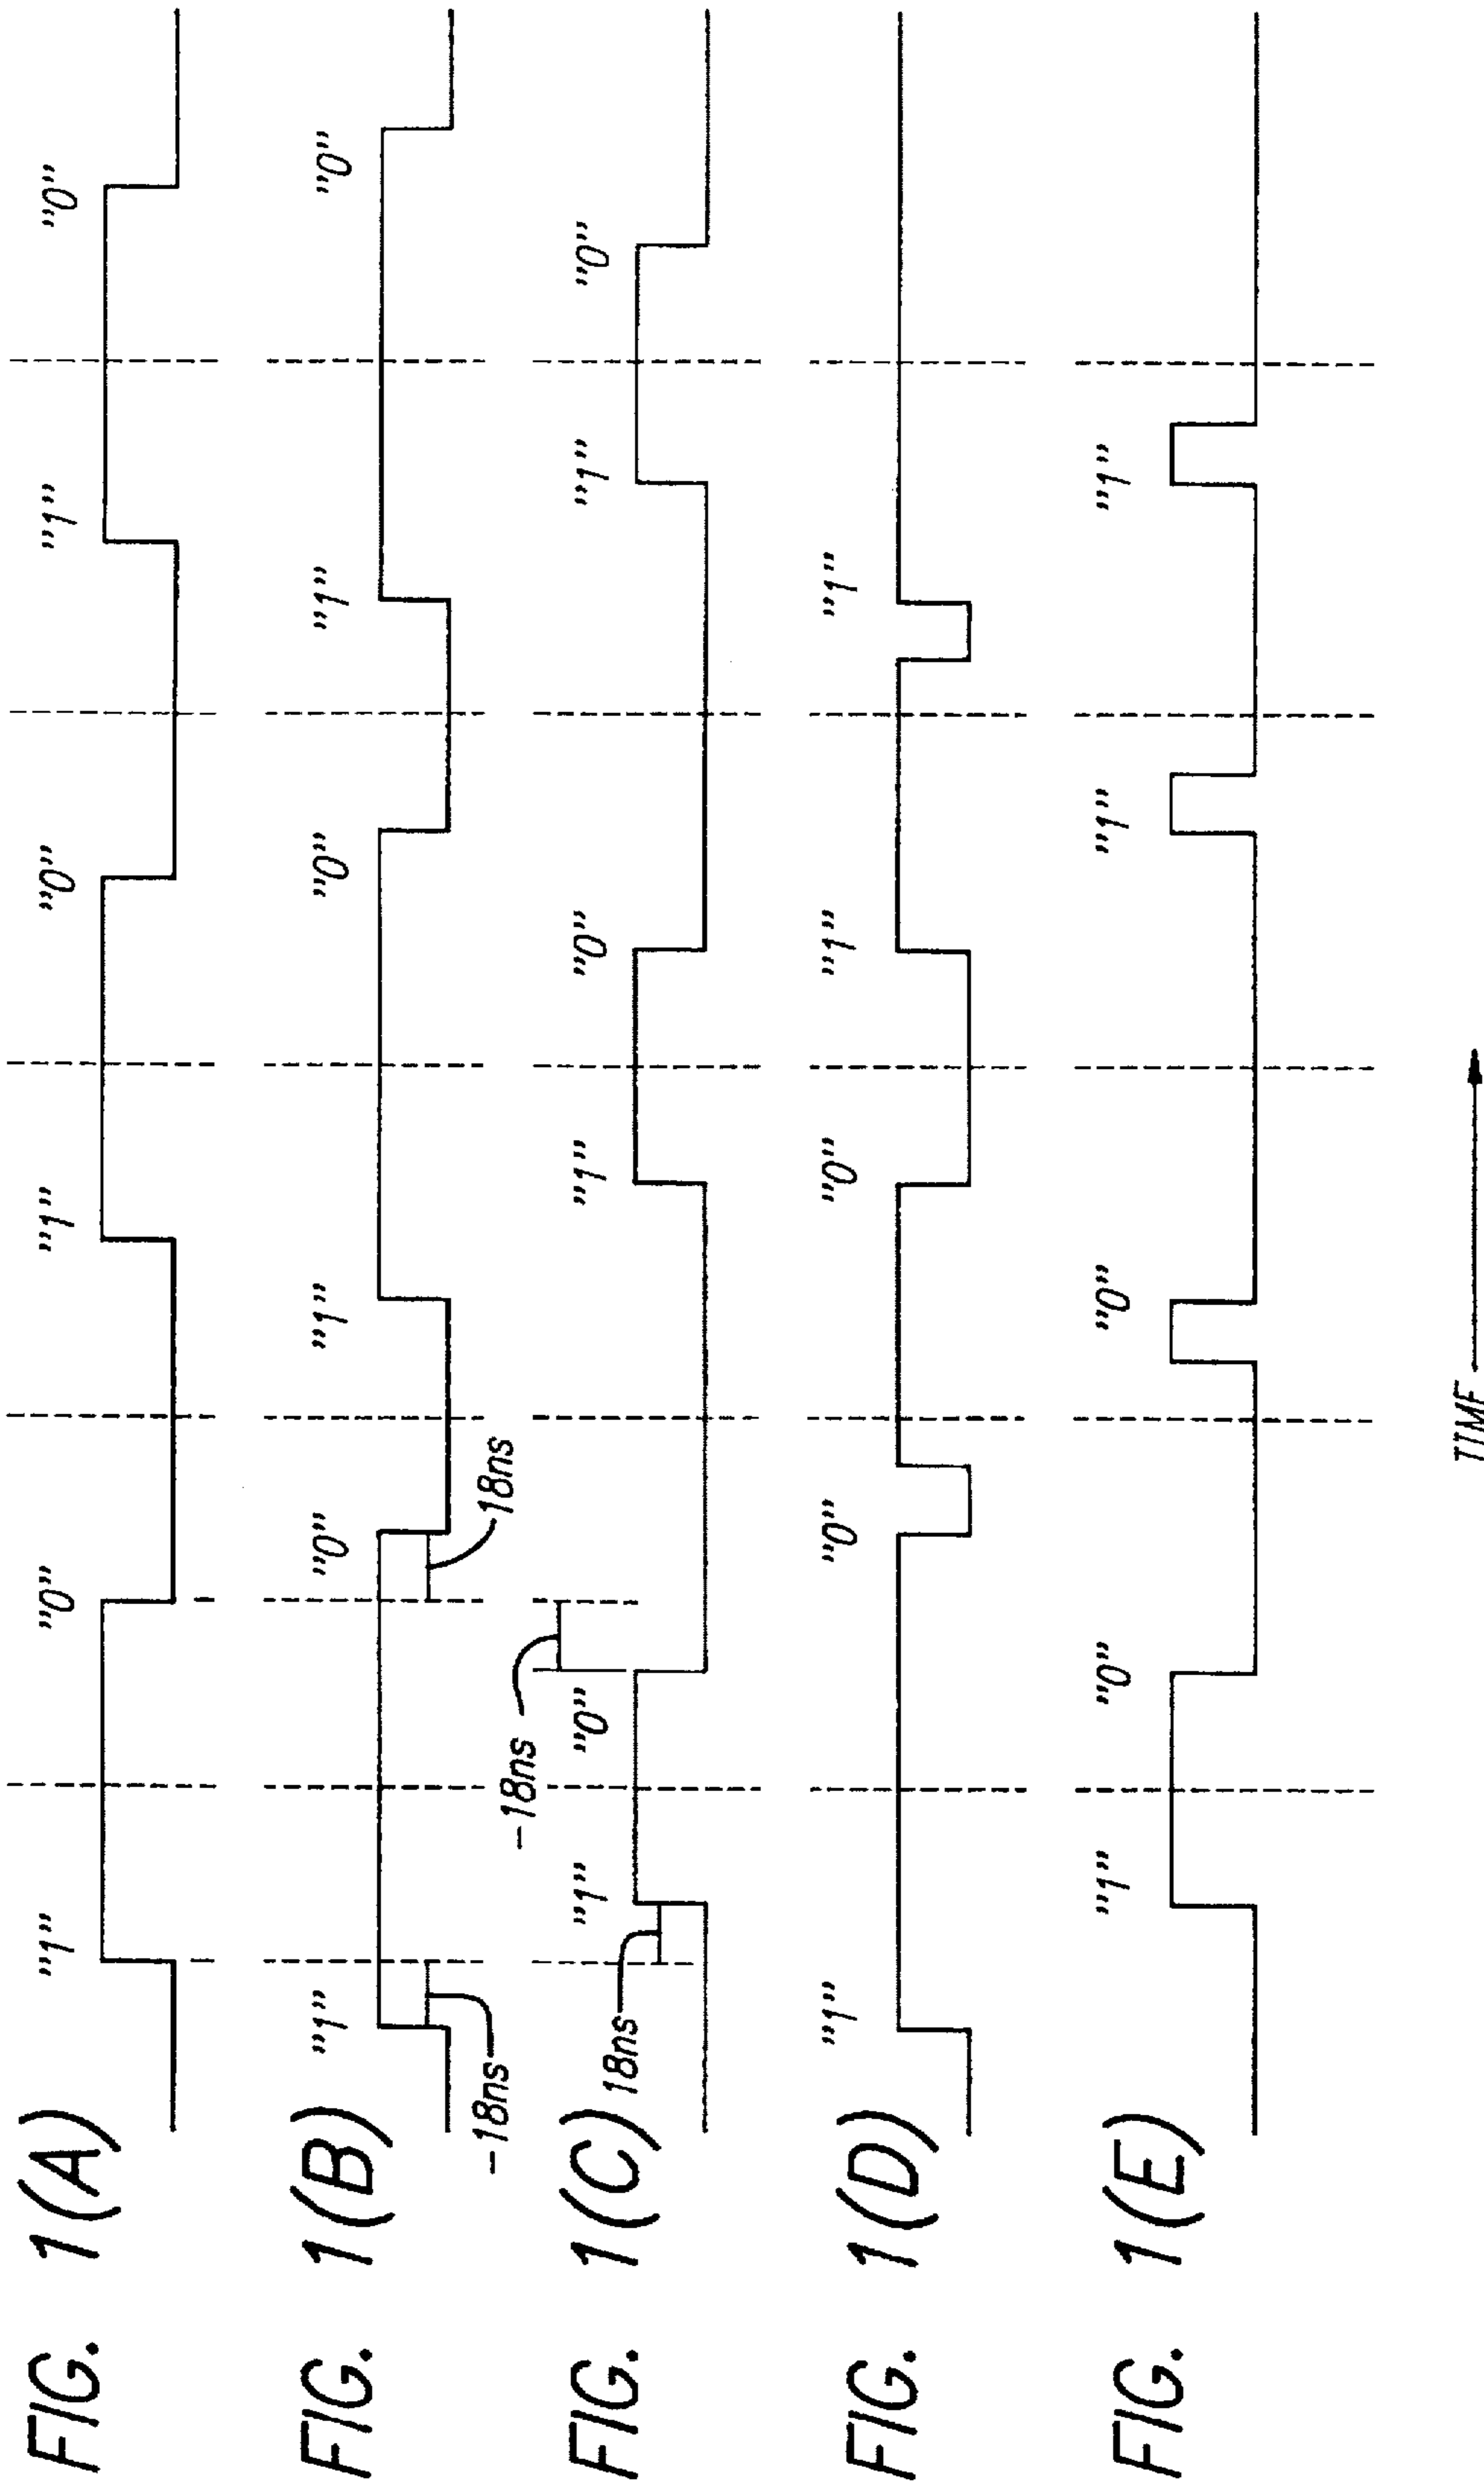 FIG. 1(A) "1" "0" "1" "0" "1" "0"
FIG. 1(B) "1" "0" "1" "0" "1" "0"
-18ns 18ns
-18ns
FIG. 1(C) "1" "0" "1" "0" "1" "0"
18ns
FIG. 1(D) "1" "0" "0" "1" "1"
FIG. 1(E) "1" "0" "0" "1" "1"
TIME